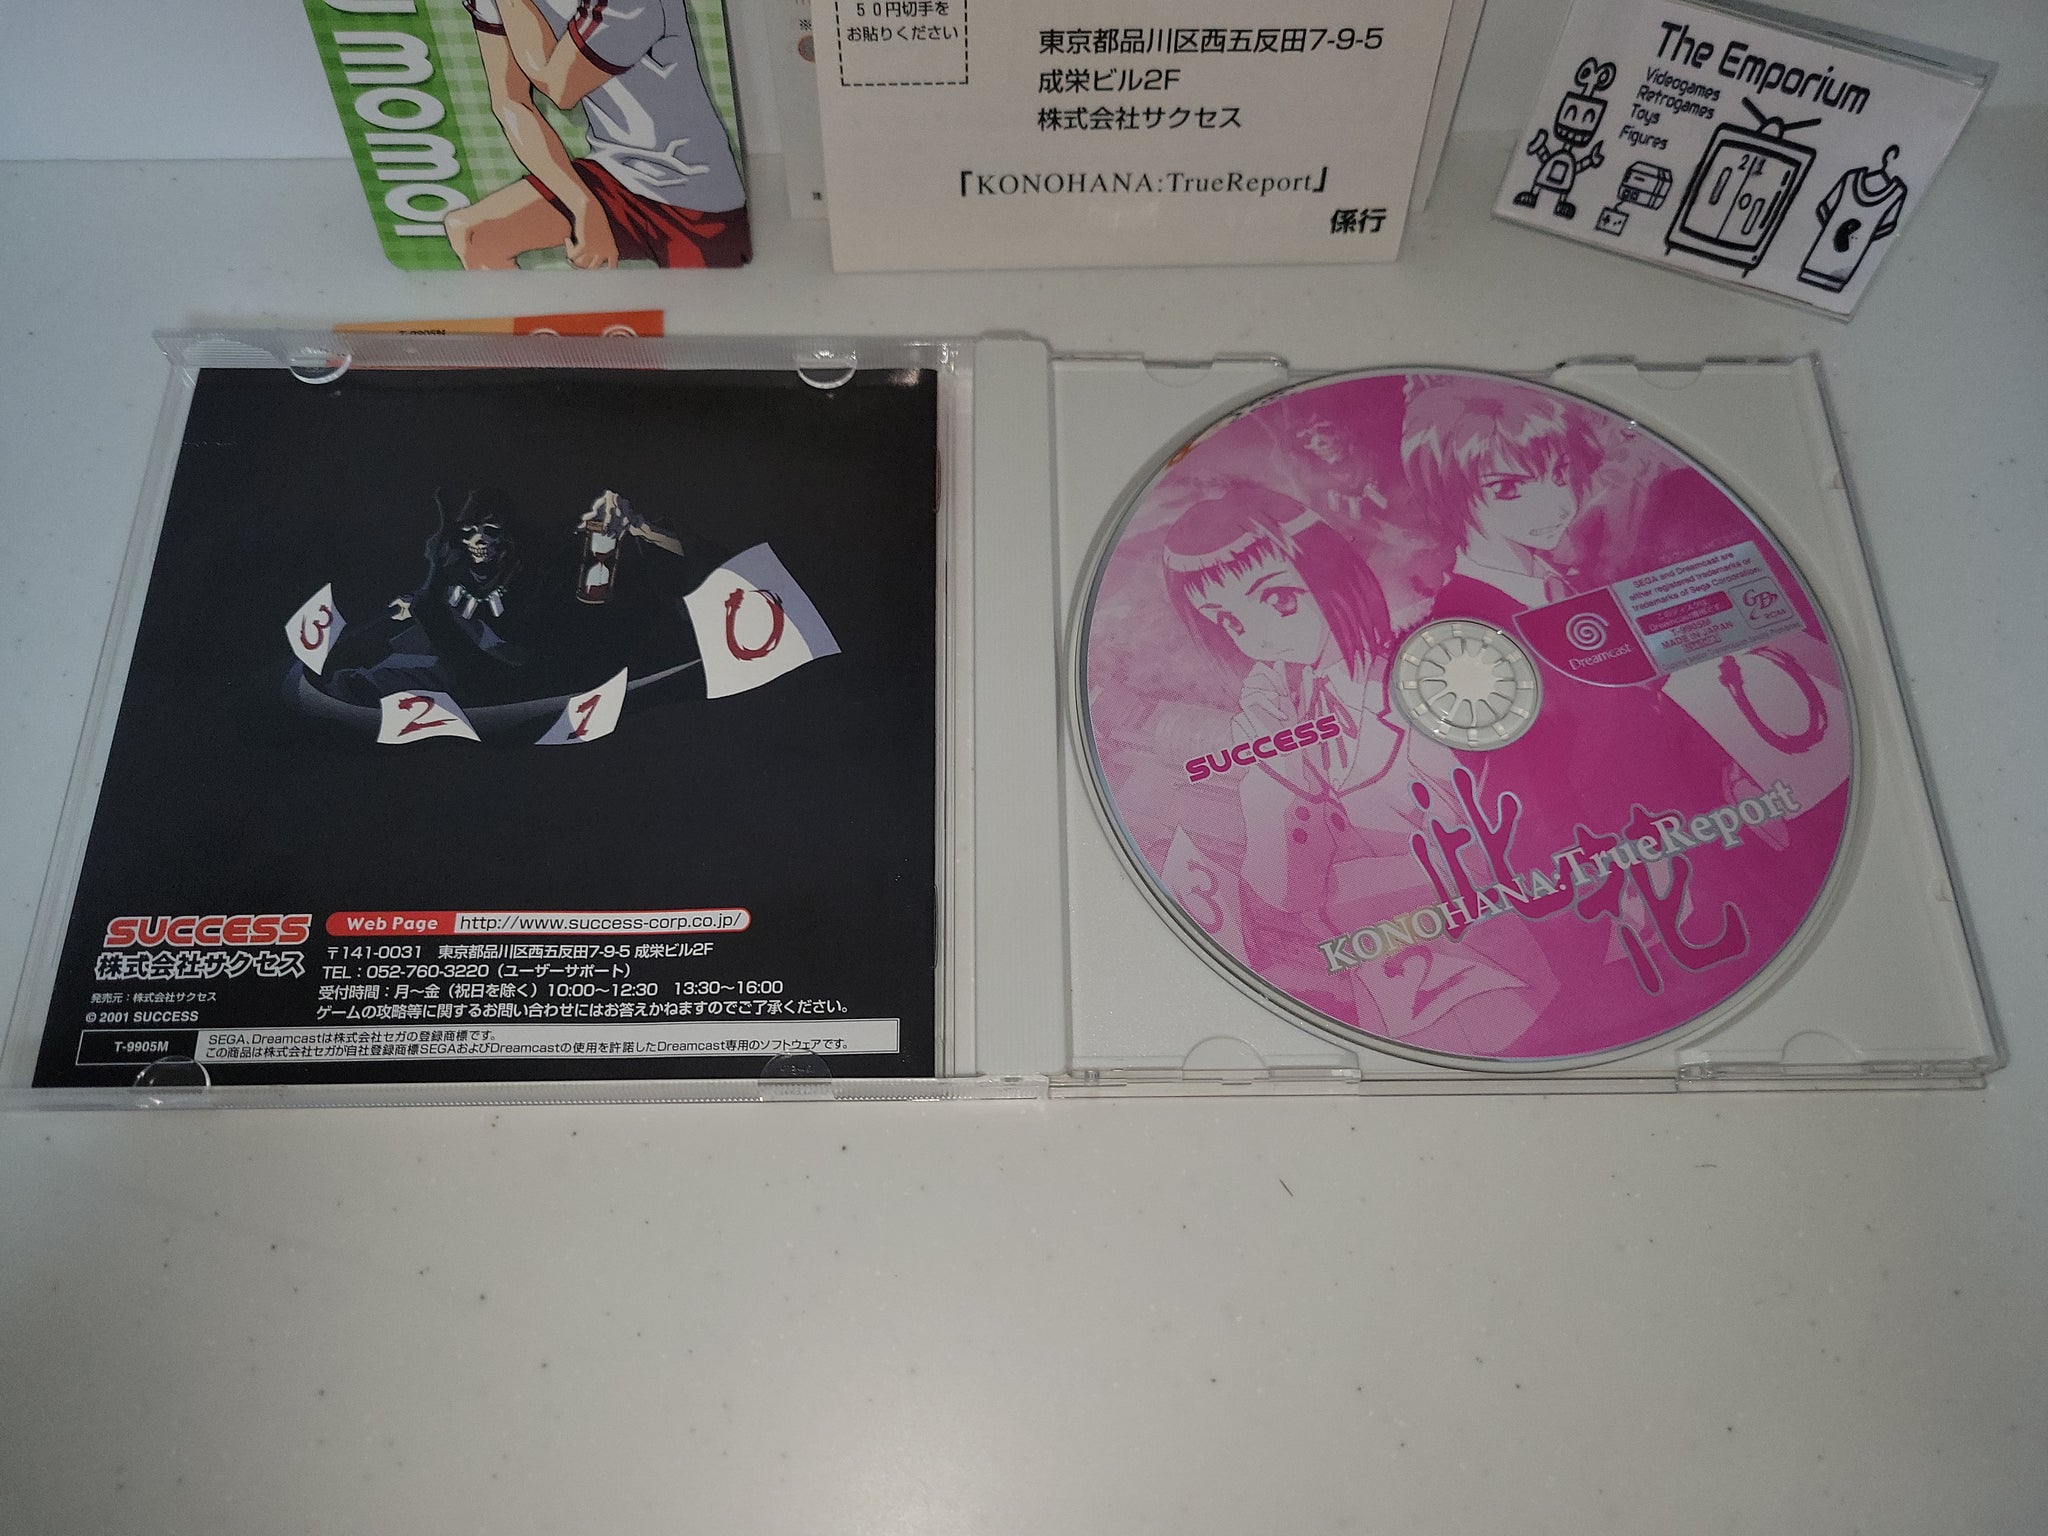 50円切手を
お貼りください
東京都品川区西五反田7-9-5
成栄ビル2F
株式会社サクセス
『KONOHANA:TrueReport』
係行
The Emporium
Videogames
Retrogames
Toys
Figures
T-9905M
3
2
1
0
SUCCESS
株式会社サクセス
発売元：株式会社サクセス
© 2001 SUCCESS
Web Page http://www.success-corp.co.jp/
〒141-0031 東京都品川区西五反田7-9-5 成栄ビル2F
TEL：052-760-3220（ユーザーサポート）
受付時間：月〜金（祝日を除く）10:00〜12:30 13:30〜16:00
ゲームの攻略等に関するお問い合わせにはお答えかねますのでご了承ください。
T-9905M
SEGA、Dreamcastは株式会社セガの登録商標です。
この商品は株式会社セガが自社登録商標SEGAおよびDreamcastの使用を許諾したDreamcast専用のソフトウェアです。
SEGA and Dreamcast are
either registered trademarks or
trademarks of Sega Corporation.
T-9905M
MADE IN JAPAN
GD-ROM
Dreamcast
0
SUCCESS
此花
KONOHANA:TrueReport
3
2